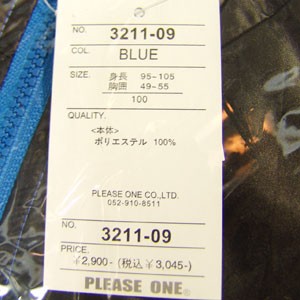 NO. 3211-09
COL. BLUE
SIZE. 身長 95-105
胸囲 49-55
100
QUALITY.
<本体>
ポリエステル 100%
PLEASE ONE CO.,LTD.
052-910-8511
NO. 3211-09
PRICE.
¥2,900-(税込¥3,045-)
PLEASE ONE®